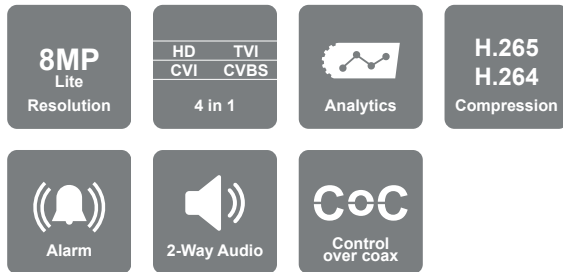 8MP
Lite
Resolution
HD TVI
CVI CVBS
4 in 1
Analytics
H.265
H.264
Compression
Alarm
2-Way Audio
CoC
Control
over coax